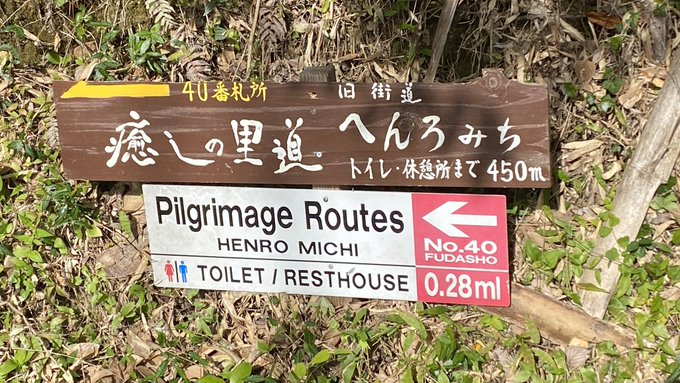 40番札所 旧街道
癒しの里道 へんろみち
トイレ・休憩所まで 450m
Pilgrimage Routes
HENRO MICHI
TOILET / RESTHOUSE
No.40
FUDASHO
0.28ml